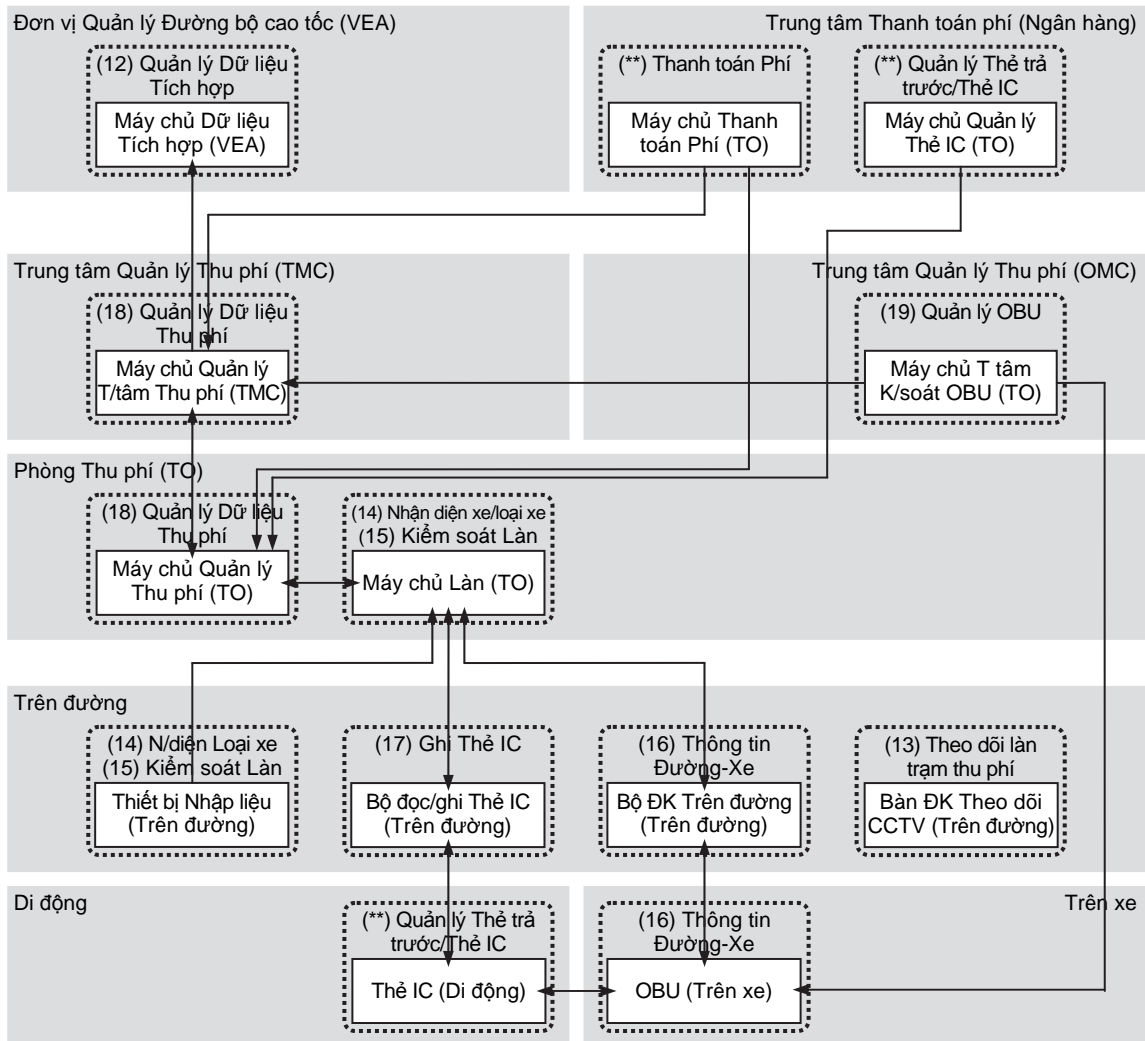 Đơn vị Quản lý Đường bộ cao tốc (VEA)
(12) Quản lý Dữ liệu
Tích hợp
Máy chủ Dữ liệu
Tích hợp (VEA)
Trung tâm Thanh toán phí (Ngân hàng)
(**) Thanh toán Phí
Máy chủ Thanh
toán Phí (TO)
(**) Quản lý Thẻ trả
trước/Thẻ IC
Máy chủ Quản lý
Thẻ IC (TO)
Trung tâm Quản lý Thu phí (TMC)
(18) Quản lý Dữ liệu
Thu phí
Máy chủ Quản lý
T/tâm Thu phí (TMC)
Trung tâm Quản lý Thu phí (OMC)
(19) Quản lý OBU
Máy chủ T tâm
K/soát OBU (TO)
Phòng Thu phí (TO)
(18) Quản lý Dữ liệu
Thu phí
Máy chủ Quản lý
Thu phí (TO)
(14) Nhận diện xe/loại xe
(15) Kiểm soát Làn
Máy chủ Làn (TO)
Trên đường
(14) N/diện Loại xe
(15) Kiểm soát Làn
Thiết bị Nhập liệu
(Trên đường)
(17) Ghi Thẻ IC
Bộ đọc/ghi Thẻ IC
(Trên đường)
(16) Thông tin
Đường-Xe
Bộ ĐK Trên đường
(Trên đường)
(13) Theo dõi làn
trạm thu phí
Bàn ĐK Theo dõi
CCTV (Trên đường)
Di động
(**) Quản lý Thẻ trả
trước/Thẻ IC
Thẻ IC (Di động)
Trên xe
(16) Thông tin
Đường-Xe
OBU (Trên xe)